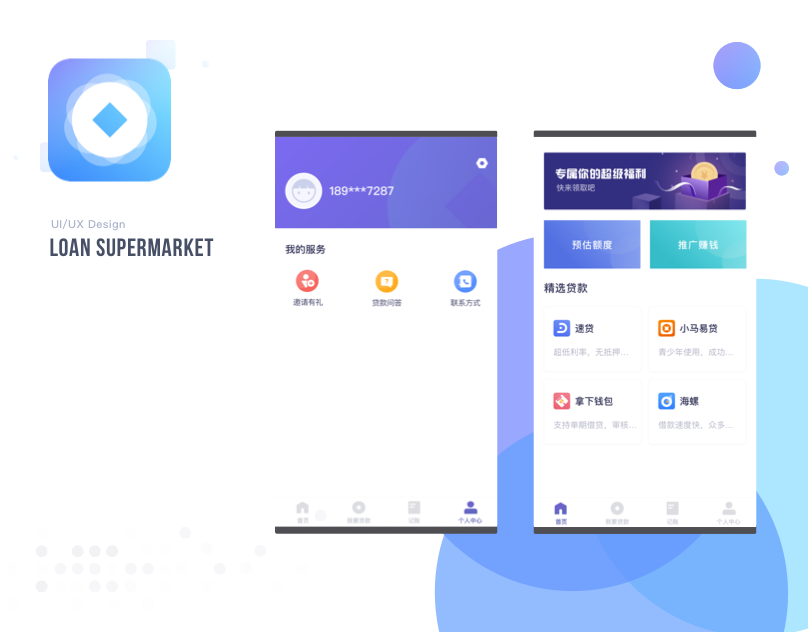 UI/UX Design
LOAN SUPERMARKET
189***7287
我的服务
邀请有礼
贷款问答
联系方式
首页
我要贷款
记账
个人中心
专属你的超级福利
快来领取吧
预估额度
推广赚钱
精选贷款
速贷
超低利率，无抵押...
小马易贷
青少年使用，成功...
拿下钱包
支持单期借贷，审核...
海螺
借款速度快，众多...
首页
我要贷款
记账
个人中心